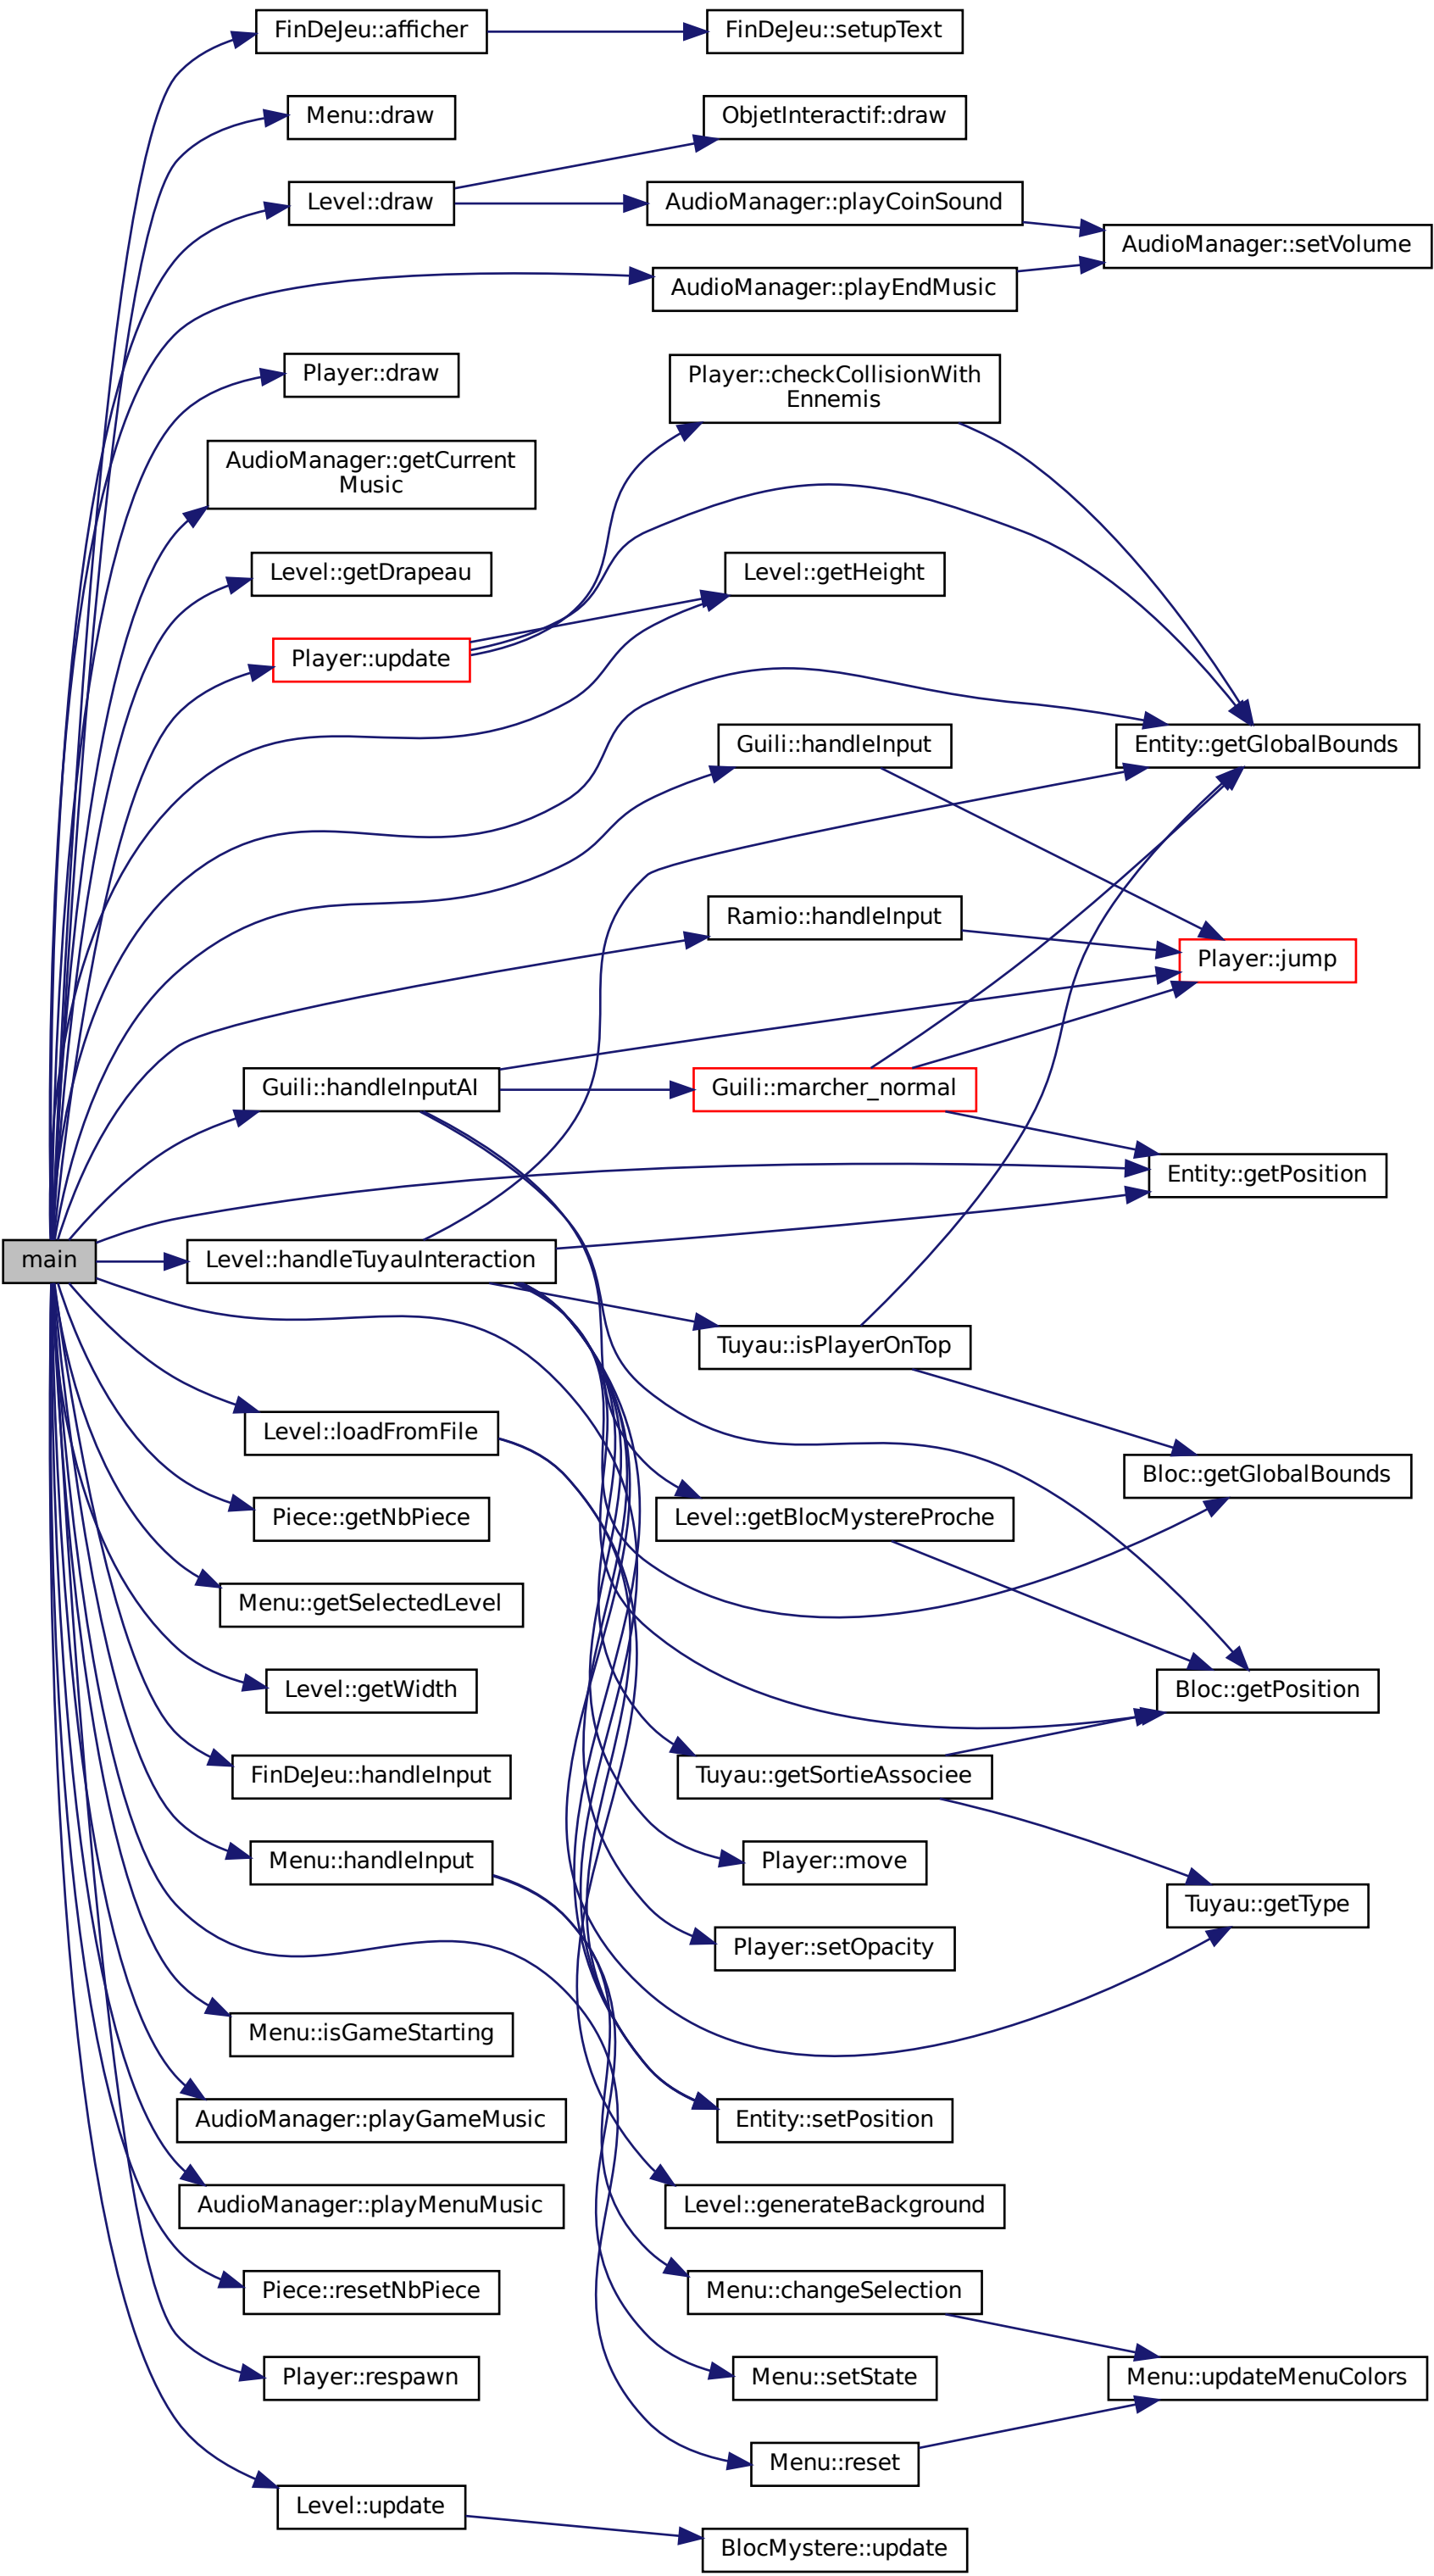 FinDeJeu::afficher
FinDeJeu::setupText
Menu::draw
ObjetInteractif::draw
Level::draw
AudioManager::playCoinSound
AudioManager::setVolume
AudioManager::playEndMusic
Player::draw
Player::checkCollisionWith
Ennemis
AudioManager::getCurrent
Music
Level::getDrapeau
Level::getHeight
Player::update
Guili::handleInput
Entity::getGlobalBounds
Ramio::handleInput
Player::jump
Guili::handleInputAI
Guili::marcher_normal
Entity::getPosition
main
Level::handleTuyauInteraction
Tuyau::isPlayerOnTop
Level::loadFromFile
Bloc::getGlobalBounds
Piece::getNbPiece
Level::getBlocMystereProche
Menu::getSelectedLevel
Level::getWidth
Bloc::getPosition
FinDeJeu::handleInput
Tuyau::getSortieAssociee
Menu::handleInput
Player::move
Tuyau::getType
Player::setOpacity
Menu::isGameStarting
AudioManager::playGameMusic
Entity::setPosition
AudioManager::playMenuMusic
Level::generateBackground
Piece::resetNbPiece
Menu::changeSelection
Player::respawn
Menu::setState
Menu::updateMenuColors
Menu::reset
Level::update
BlocMystere::update